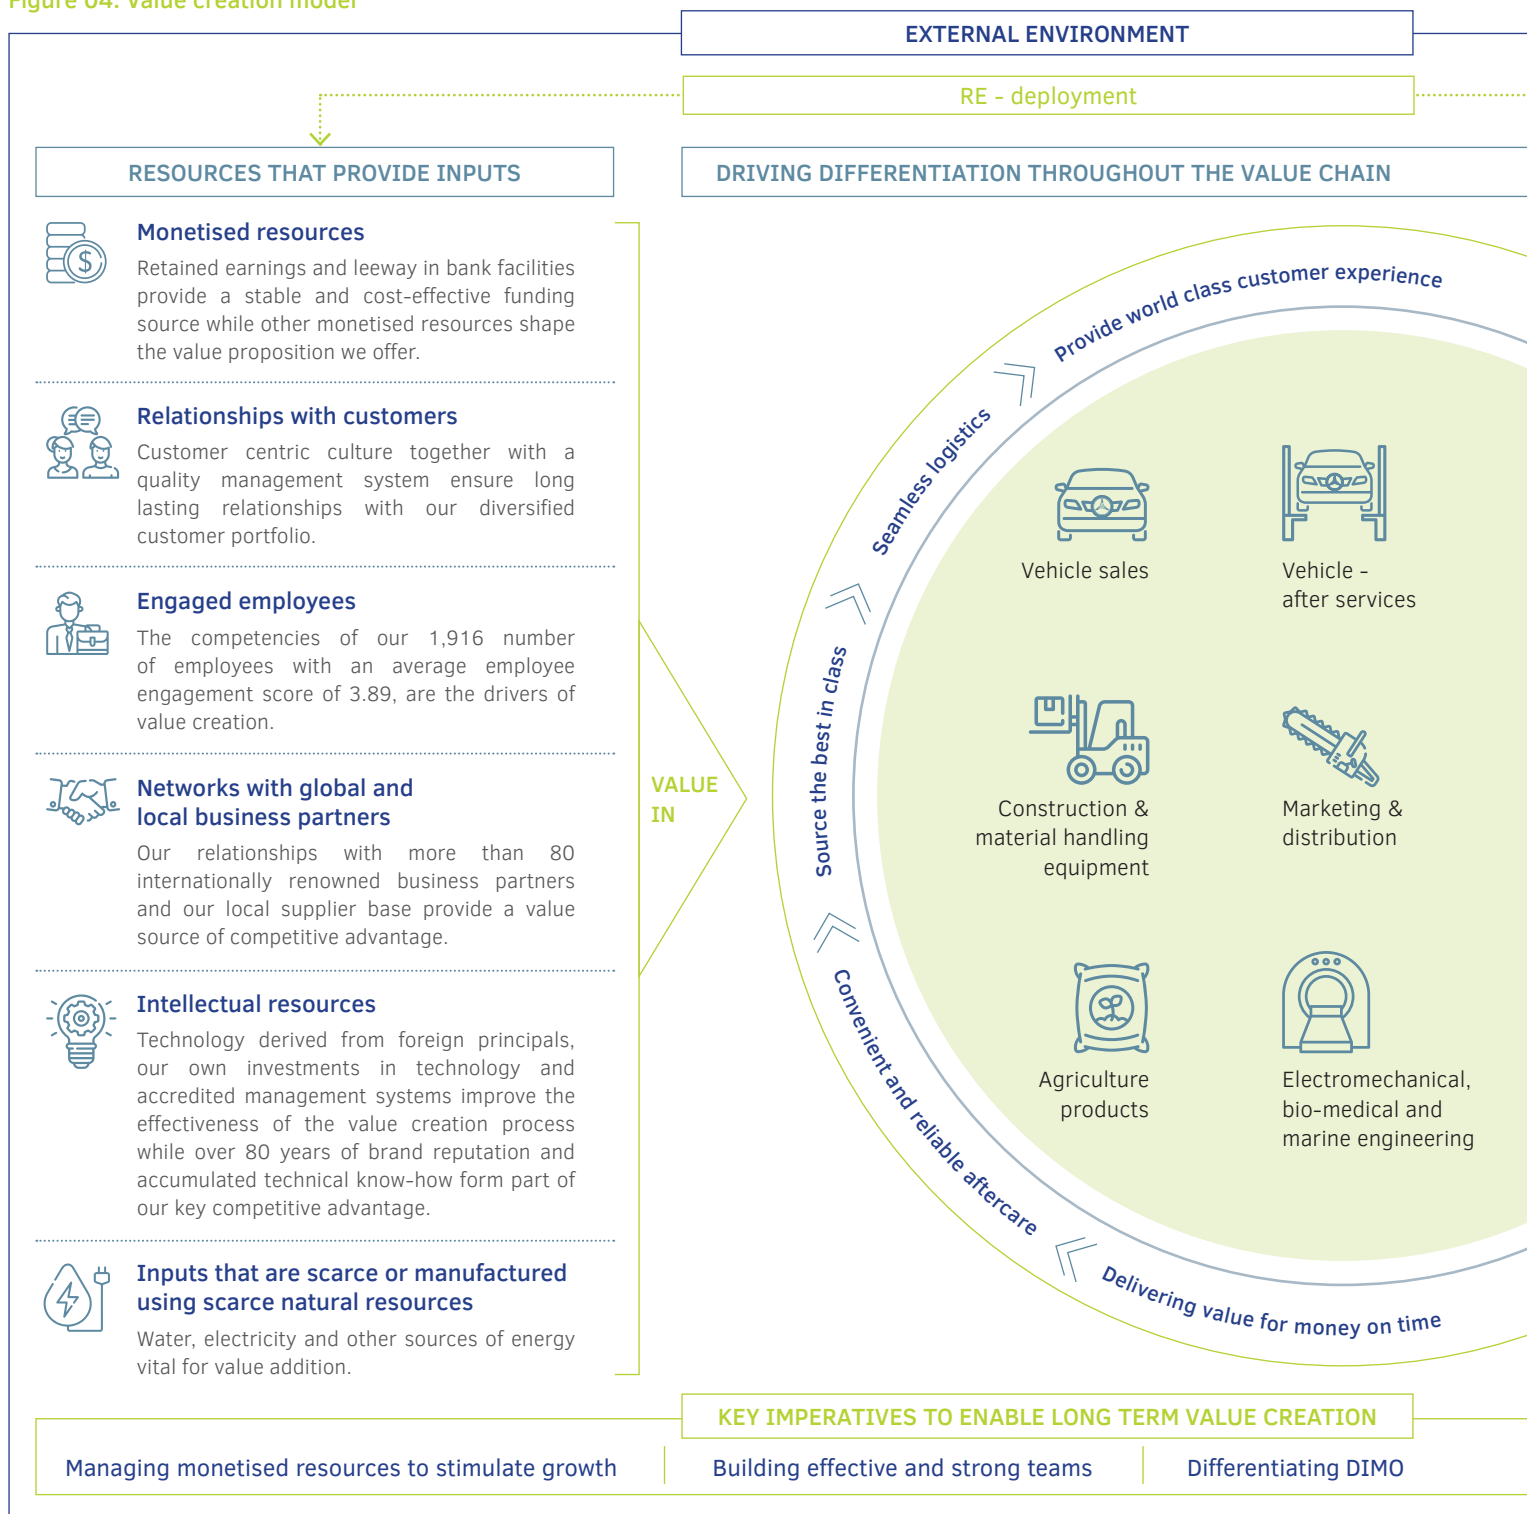 Figure 04: Value creation model
EXTERNAL ENVIRONMENT
RE - deployment
RESOURCES THAT PROVIDE INPUTS
Monetised resources
Retained earnings and leeway in bank facilities
provide a stable and cost-effective funding
source while other monetised resources shape
the value proposition we offer.
Relationships with customers
Customer centric culture together with a
quality management system ensure long
lasting relationships with our diversified
customer portfolio.
Engaged employees
The competencies of our 1,916 number
of employees with an average employee
engagement score of 3.89, are the drivers of
value creation.
Networks with global and
local business partners
Our relationships with more than 80
internationally renowned business partners
and our local supplier base provide a value
source of competitive advantage.
Intellectual resources
Technology derived from foreign principals,
our own investments in technology and
accredited management systems improve the
effectiveness of the value creation process
while over 80 years of brand reputation and
accumulated technical know-how form part of
our key competitive advantage.
Inputs that are scarce or manufactured
using scarce natural resources
Water, electricity and other sources of energy
vital for value addition.
VALUE
IN
DRIVING DIFFERENTIATION THROUGHOUT THE VALUE CHAIN
Provide world class customer experience
Seamless logistics
Source the best in class
Convenient and reliable aftercare
Delivering value for money on time
Vehicle sales
Vehicle -
after services
Construction &
material handling
equipment
Marketing &
distribution
Agriculture
products
Electromechanical,
bio-medical and
marine engineering
KEY IMPERATIVES TO ENABLE LONG TERM VALUE CREATION
Managing monetised resources to stimulate growth
Building effective and strong teams
Differentiating DIMO